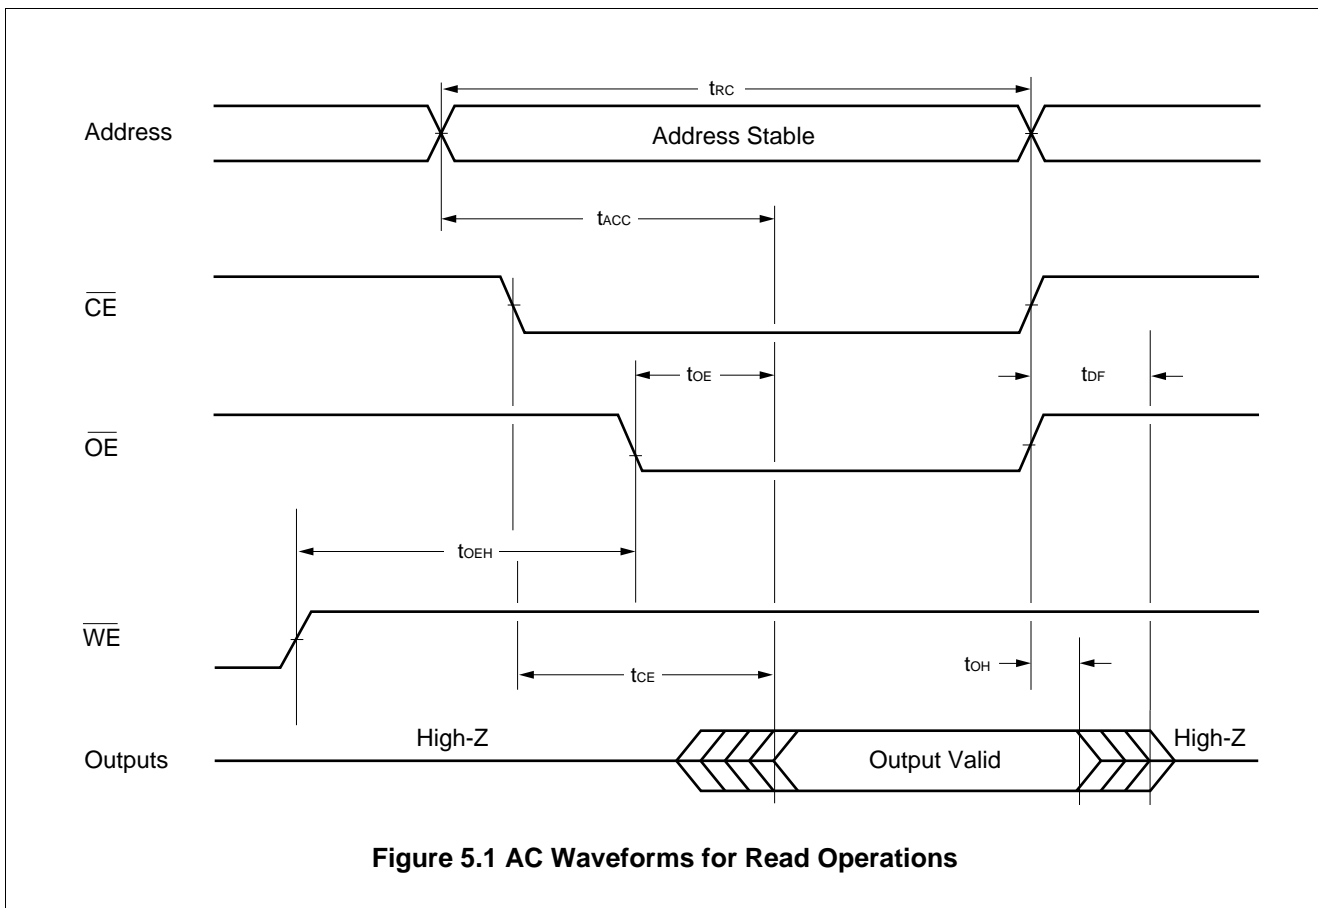 tRC
Address
Address Stable
tACC
CE
tOE
tDF
OE
tOEH
WE
tOH
tCE
High-Z
High-Z
Outputs
Output Valid
Figure 5.1 AC Waveforms for Read Operations